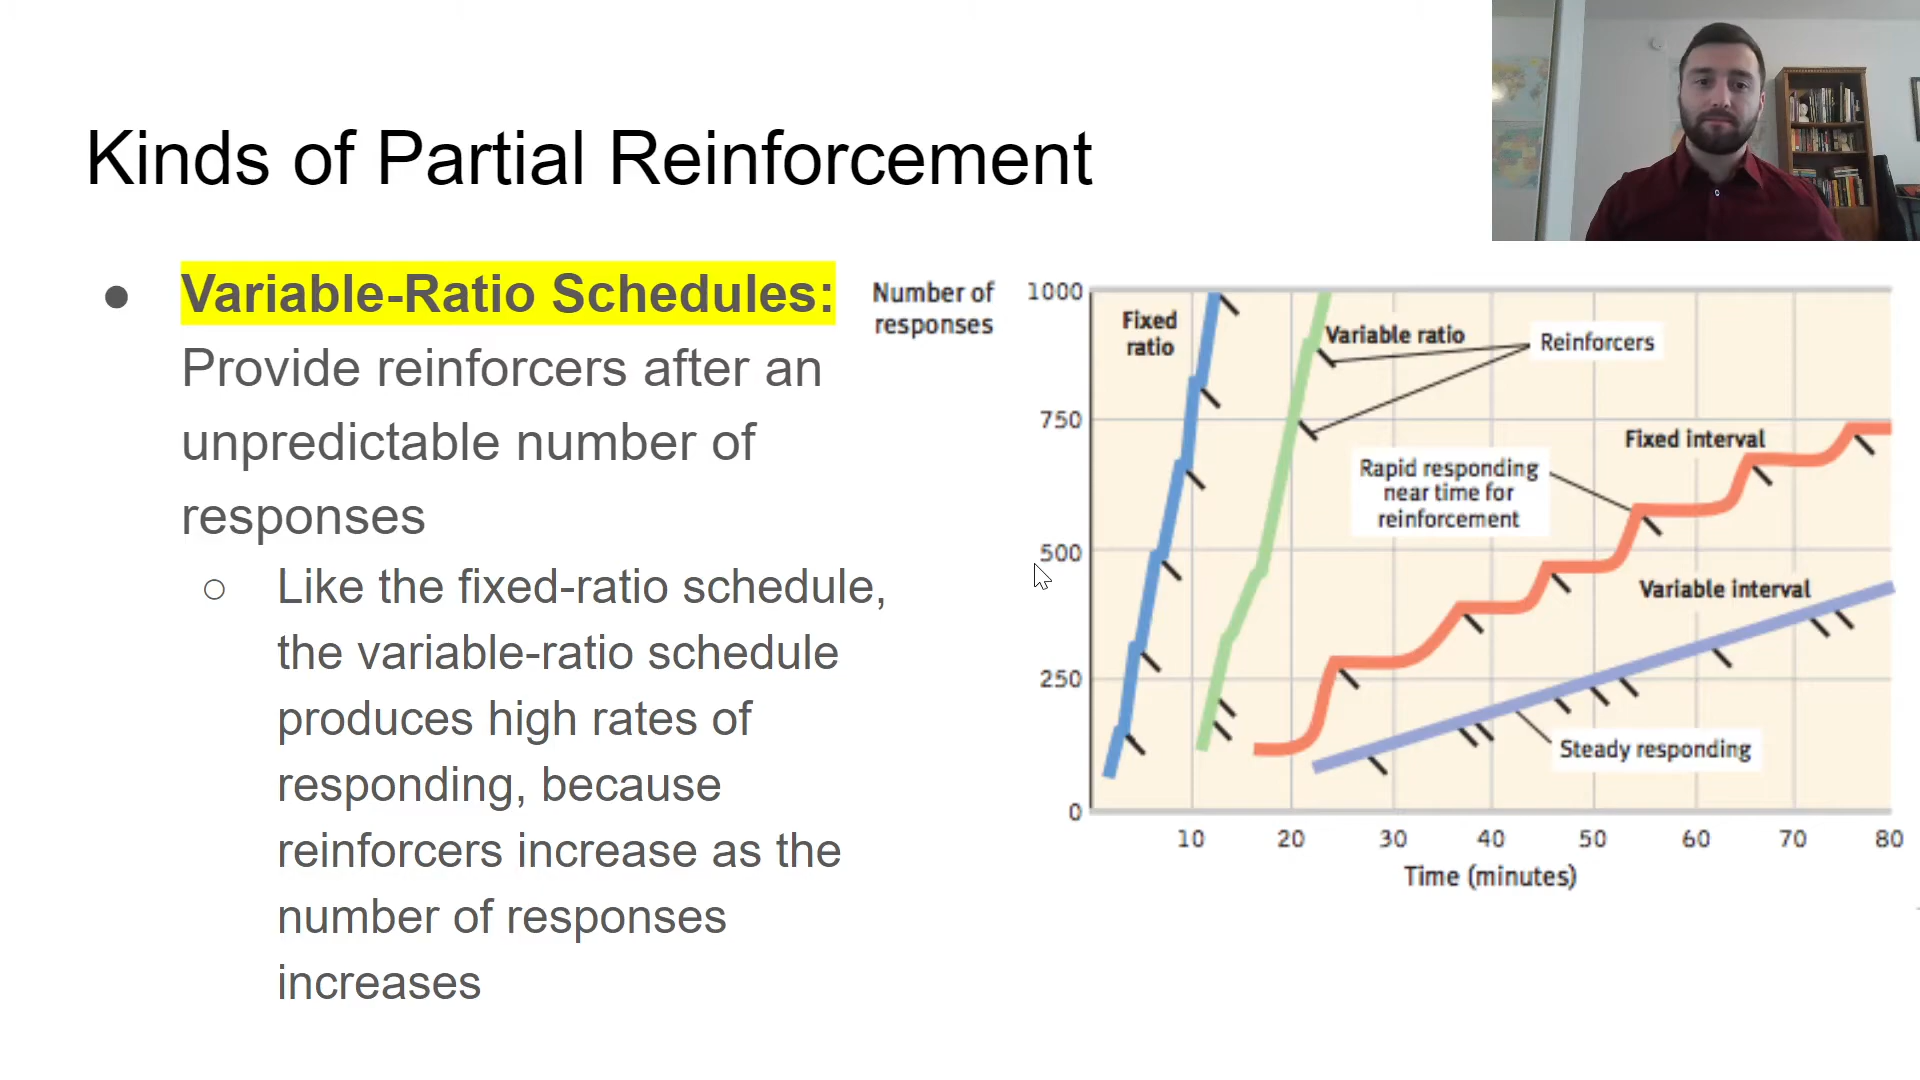 Kinds of Partial Reinforcement
● Variable-Ratio Schedules:
Provide reinforcers after an
unpredictable number of
responses
○ Like the fixed-ratio schedule,
the variable-ratio schedule
produces high rates of
responding, because
reinforcers increase as the
number of responses
increases
Number of
responses
1000
750
500
250
0
Fixed
ratio
Variable ratio
Reinforcers
Rapid responding
near time for
reinforcement
Fixed interval
Variable interval
Steady responding
10 20 30 40 50 60 70 80
Time (minutes)